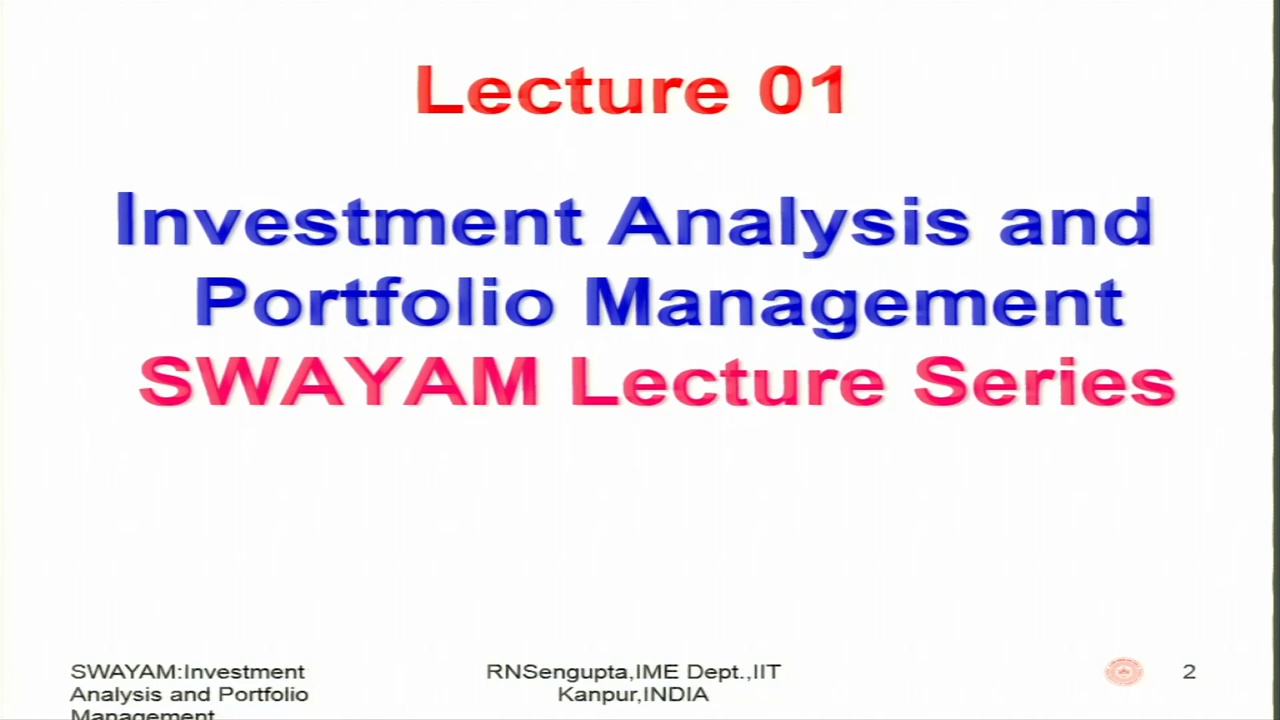 Lecture 01
Investment Analysis and
Portfolio Management
SWAYAM Lecture Series
SWAYAM:Investment
Analysis and Portfolio
Management
RNSengupta,IME Dept.,IIT
Kanpur,INDIA
2